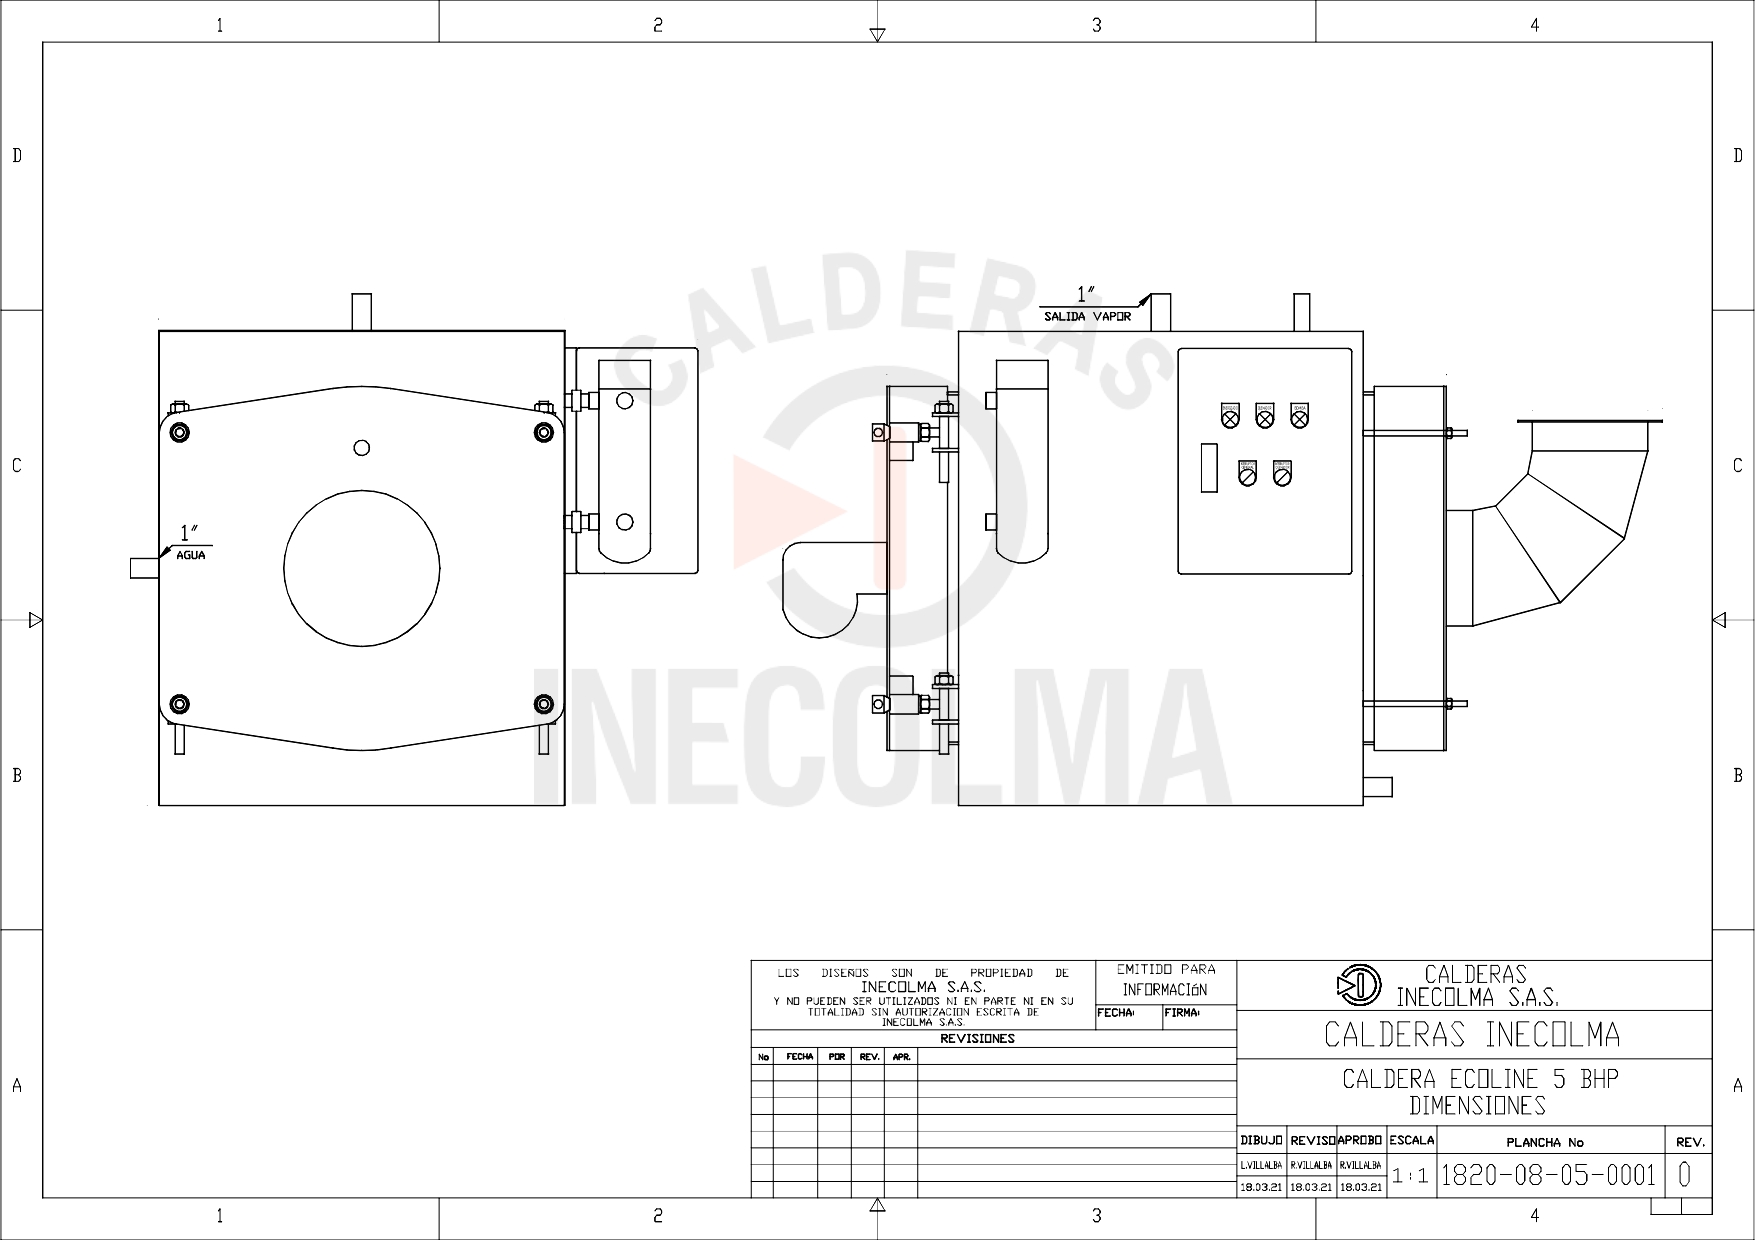 1 2 3 4
D D
C C
B B
A A
CALDERAS
INECOLMA
1"
AGUA
1"
SALIDA VAPOR
LOS DISEÑOS SON DE PROPIEDAD DE
INECOLMA S.A.S.
Y NO PUEDEN SER UTILIZADOS NI EN PARTE NI EN SU
TOTALIDAD SIN AUTORIZACION ESCRITA DE
INECOLMA S.A.S.
EMITIDO PARA
INFORMACIóN
FECHA: FIRMA:
REVISIONES
No FECHA POR REV. APR.
CALDERAS
INECOLMA S.A.S.
CALDERAS INECOLMA
CALDERA ECOLINE 5 BHP
DIMENSIONES
DIBUJO REVISO APROBO ESCALA PLANCHA No REV.
L.VILLALBA R.VILLALBA R.VILLALBA 1:1 1820-08-05-0001 0
18.03.21 18.03.21 18.03.21
1 2 3 4